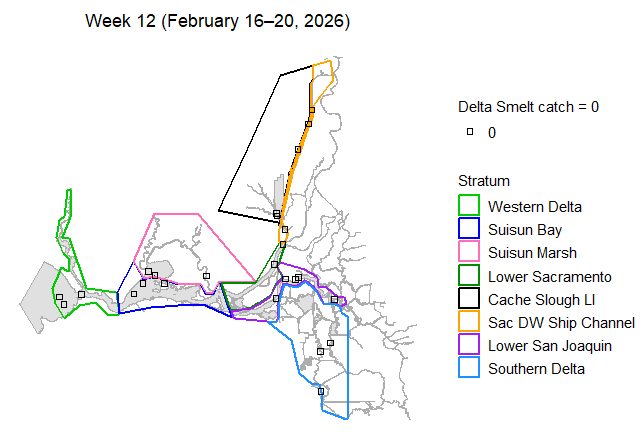 Week 12 (February 16–20, 2026)
Delta Smelt catch = 0
0
Stratum
Western Delta
Suisun Bay
Suisun Marsh
Lower Sacramento
Cache Slough LI
Sac DW Ship Channel
Lower San Joaquin
Southern Delta